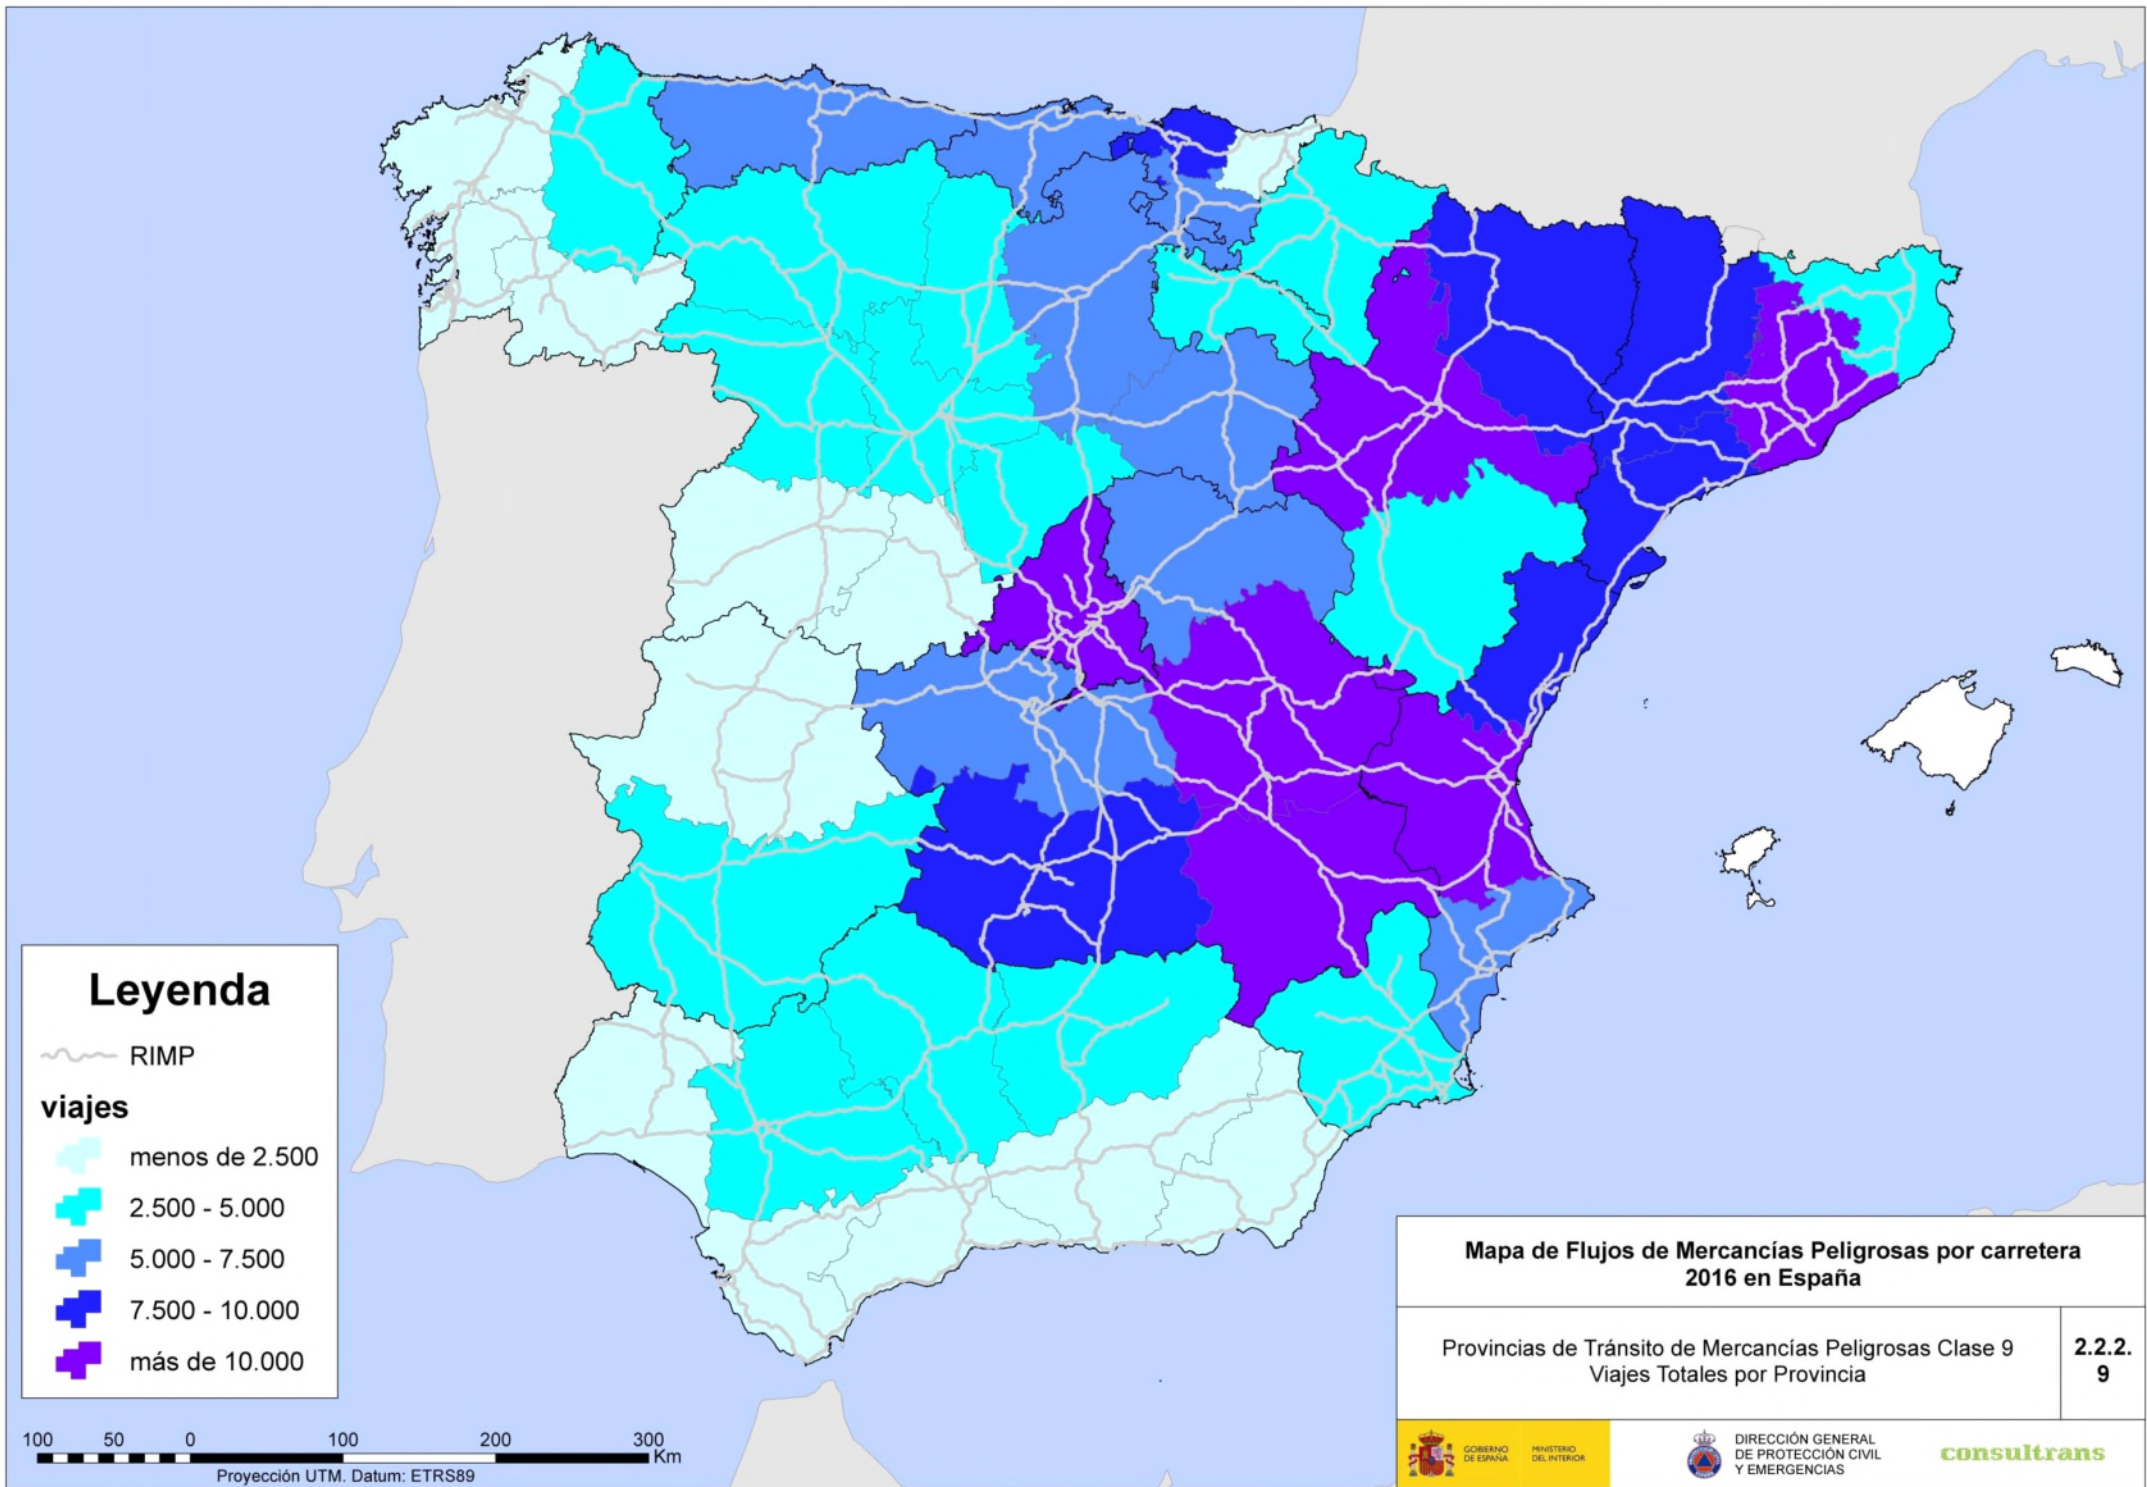 Leyenda
RIMP
viajes
menos de 2.500
2.500 - 5.000
5.000 - 7.500
7.500 - 10.000
más de 10.000
100 50 0 100 200 300
Km
Proyección UTM. Datum: ETRS89
Mapa de Flujos de Mercancías Peligrosas por carretera
2016 en España
Provincias de Tránsito de Mercancías Peligrosas Clase 9
Viajes Totales por Provincia
2.2.2.
9
GOBIERNO
DE ESPAÑA
MINISTERIO
DEL INTERIOR
DIRECCIÓN GENERAL
DE PROTECCIÓN CIVIL
Y EMERGENCIAS
consultrans